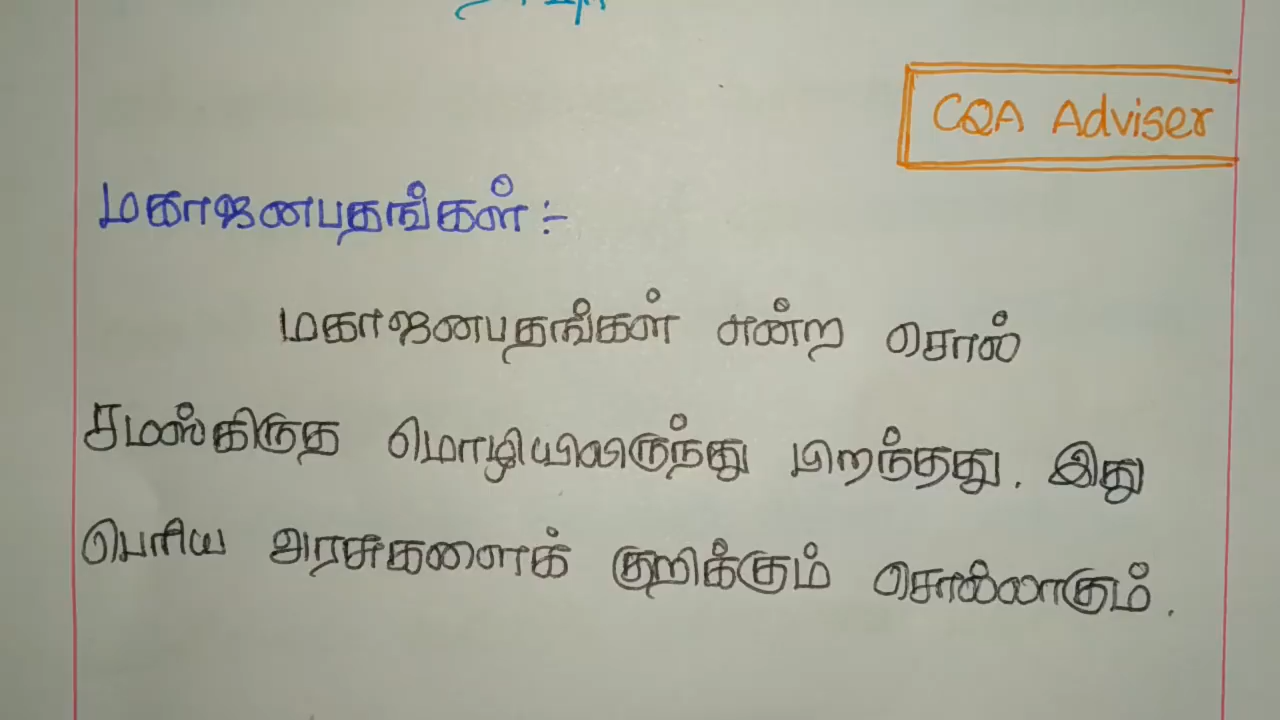 CQA Adviser
மகாஜனபதங்கள் :-
மகாஜனபதங்கள் என்ற சொல்
சமஸ்கிருத மொழியிலிருந்து பிறந்தது. இது
பெரிய அரசுகளைக் குறிக்கும் சொல்லாகும்.